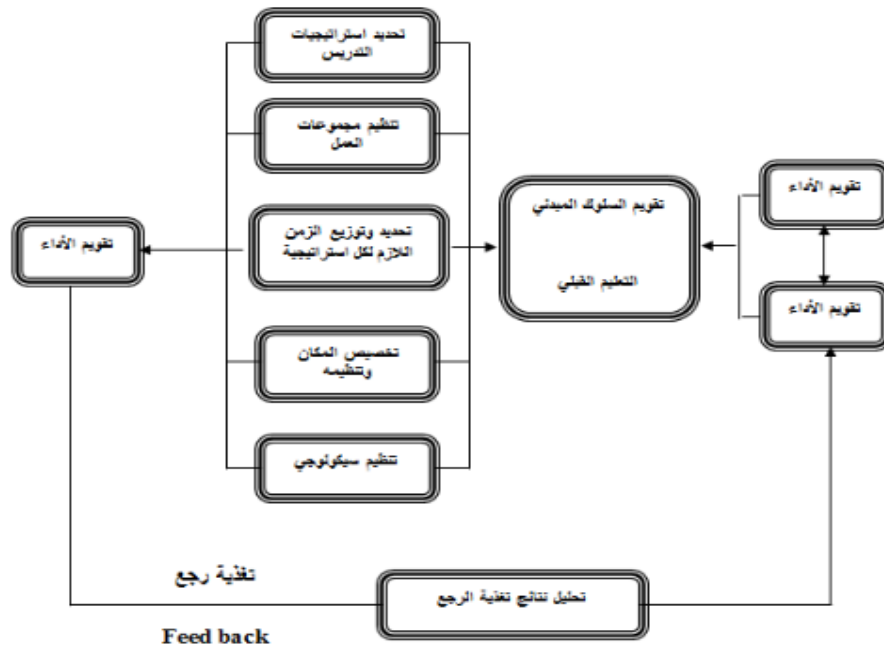 تحديد استراتيجيات
التدريس
تنظيم مجموعات
العمل
تقويم الأداء
تقويم السلوك المبدئي
تحديد وتوزيع الزمن
اللازم لكل استراتيجية
تقويم الأداء
التعليم القبلي
تقويم الأداء
تخصيص المكان
وتنظيمه
تنظيم سيكولوجي
تغذية رجع
تحليل نتائج تغذية الرجع
Feed back